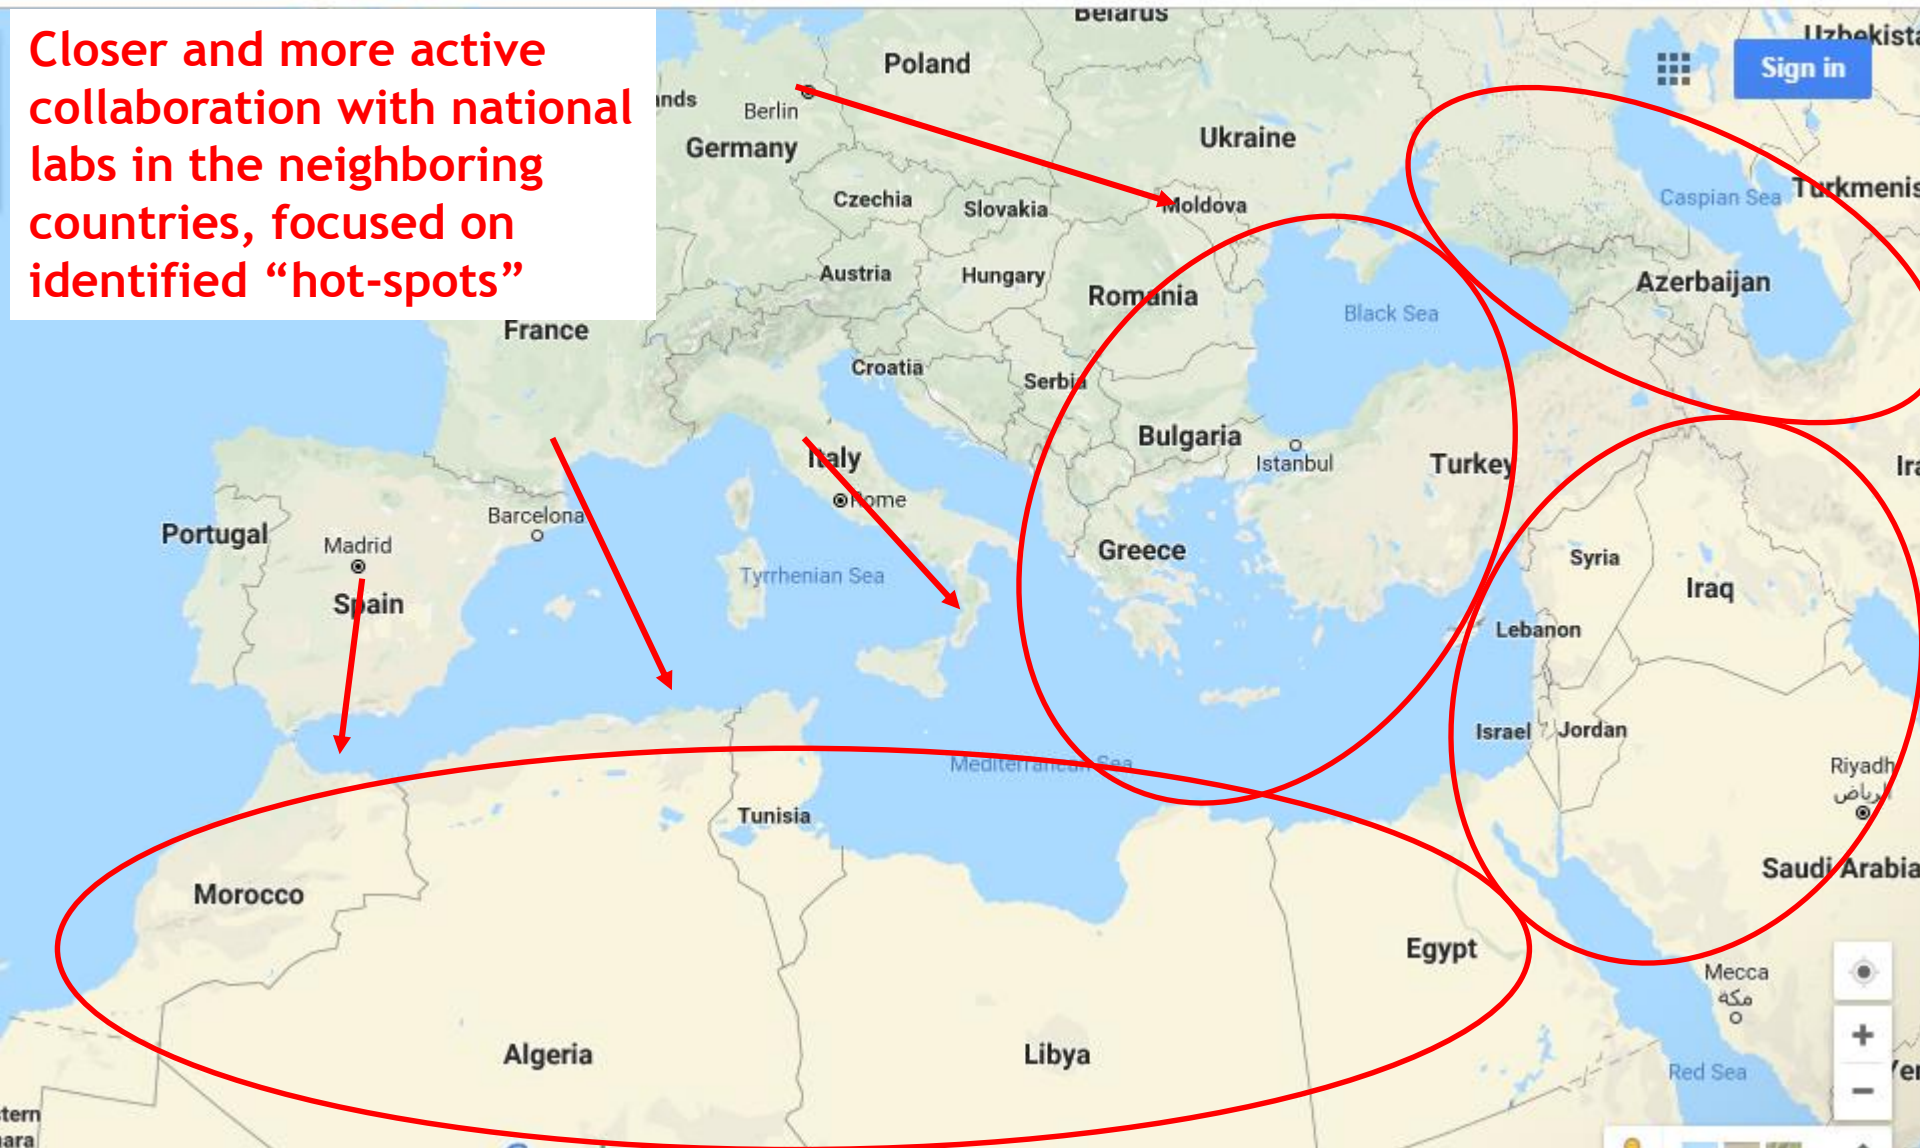 Closer and more active
collaboration with national
labs in the neighboring
countries, focused on
identified “hot-spots”
Belarus
Sign in
Poland
Berlin
Germany
Ukraine
Czechia
Slovakia
Moldova
Caspian Sea
Austria
Hungary
Romania
Black Sea
Azerbaijan
France
Croatia
Serbia
Bulgaria
Istanbul
Turkey
Italy
Rome
Portugal
Madrid
Barcelona
Spain
Tyrrhenian Sea
Greece
Syria
Iraq
Lebanon
Israel
Jordan
Mediterranean Sea
Riyadh
الرياض
Tunisia
Morocco
Saudi Arabia
Egypt
Mecca
مكة
Algeria
Libya
Red Sea